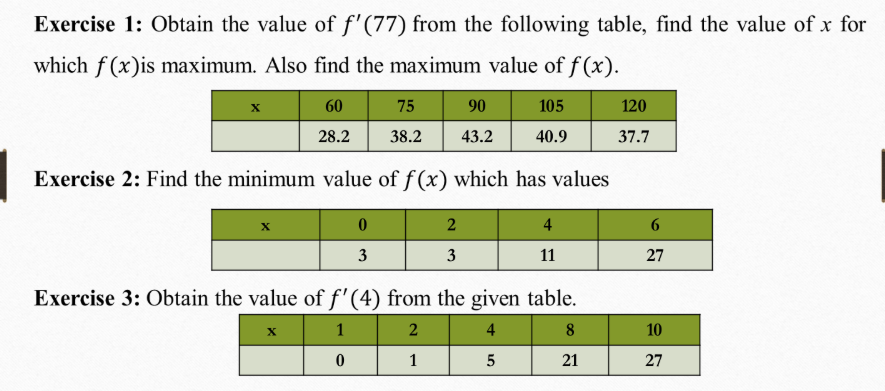 Exercise 1: Obtain the value of f′(77) from the following table, find the value of x for
which f(x)is maximum. Also find the maximum value of f(x).
x 60 75 90 105 120
28.2 38.2 43.2 40.9 37.7
Exercise 2: Find the minimum value of f(x) which has values
x 0 2 4 6
3 3 11 27
Exercise 3: Obtain the value of f′(4) from the given table.
x 1 2 4 8 10
0 1 5 21 27